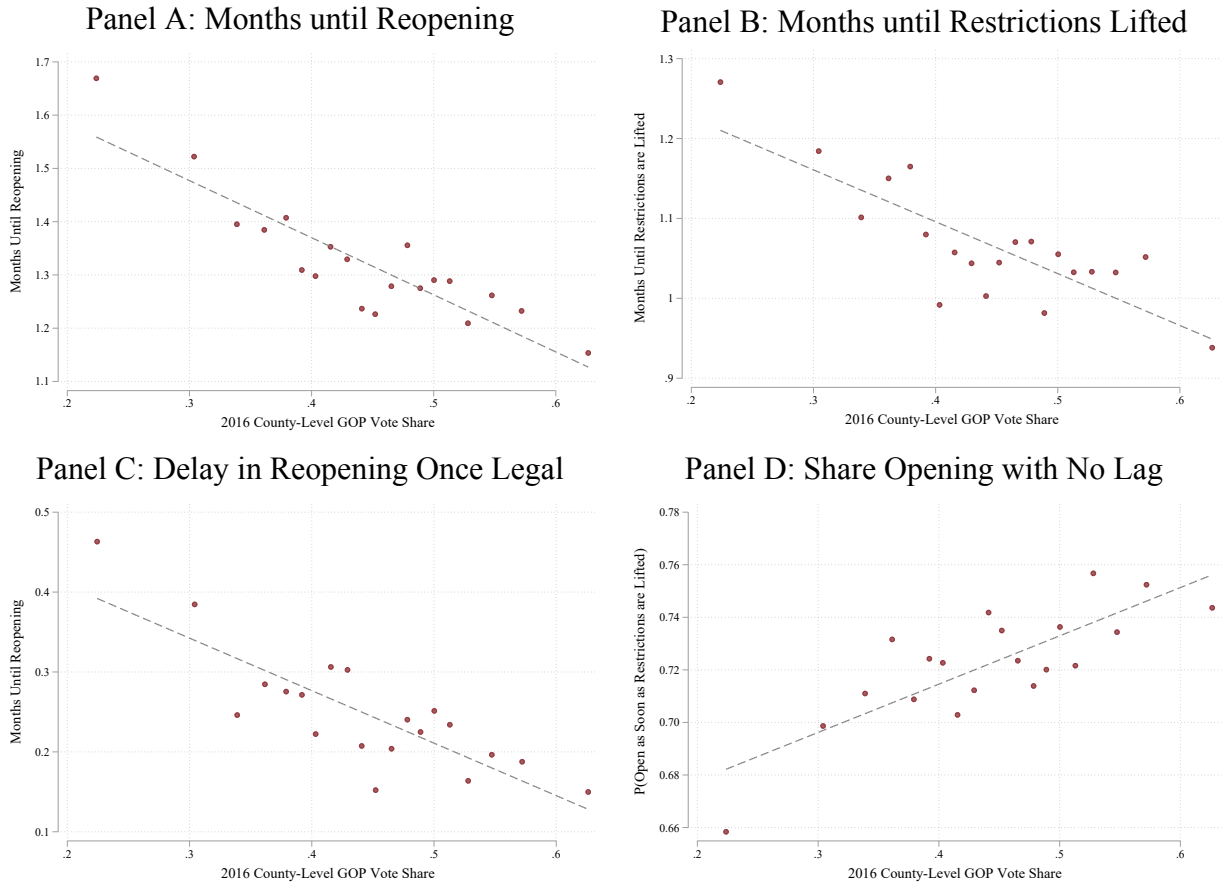 Panel A: Months until Reopening
Months Until Reopening
1.7
1.6
1.5
1.4
1.3
1.2
1.1
.2 .3 .4 .5 .6
2016 County-Level GOP Vote Share
Panel B: Months until Restrictions Lifted
Months Until Restrictions are Lifted
1.3
1.2
1.1
1
.9
.2 .3 .4 .5 .6
2016 County-Level GOP Vote Share
Panel C: Delay in Reopening Once Legal
Months Until Reopening
0.5
0.4
0.3
0.2
0.1
.2 .3 .4 .5 .6
2016 County-Level GOP Vote Share
Panel D: Share Opening with No Lag
P(Open as Soon as Restrictions are Lifted)
0.78
0.76
0.74
0.72
0.70
0.68
0.66
.2 .3 .4 .5 .6
2016 County-Level GOP Vote Share